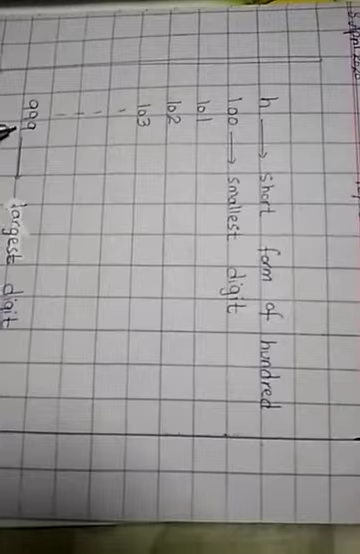 h → short form of hundred
100 → smallest digit
101
102
103
999 → largest digit